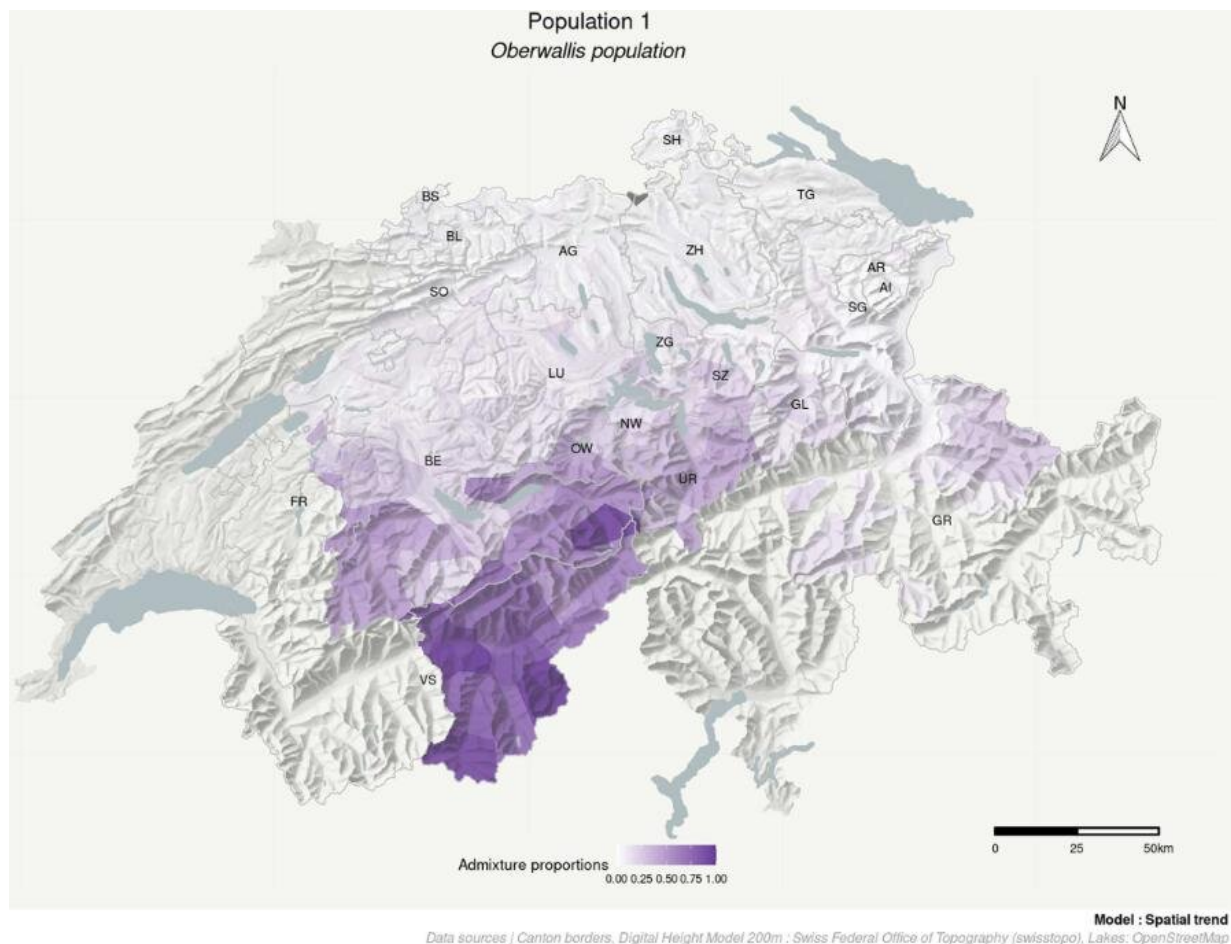 Population 1
Oberwallis population
N
SH
BS
TG
BL
AG
ZH
AR
AI
SO
SG
ZG
LU
SZ
GL
NW
OW
BE
UR
FR
GR
VS
Admixture proportions
0.00 0.25 0.50 0.75 1.00
0 25 50km
Model : Spatial trend
Data sources | Canton borders, Digital Height Model 200m : Swiss Federal Office of Topography (swisstopo), Lakes: OpenStreetMap